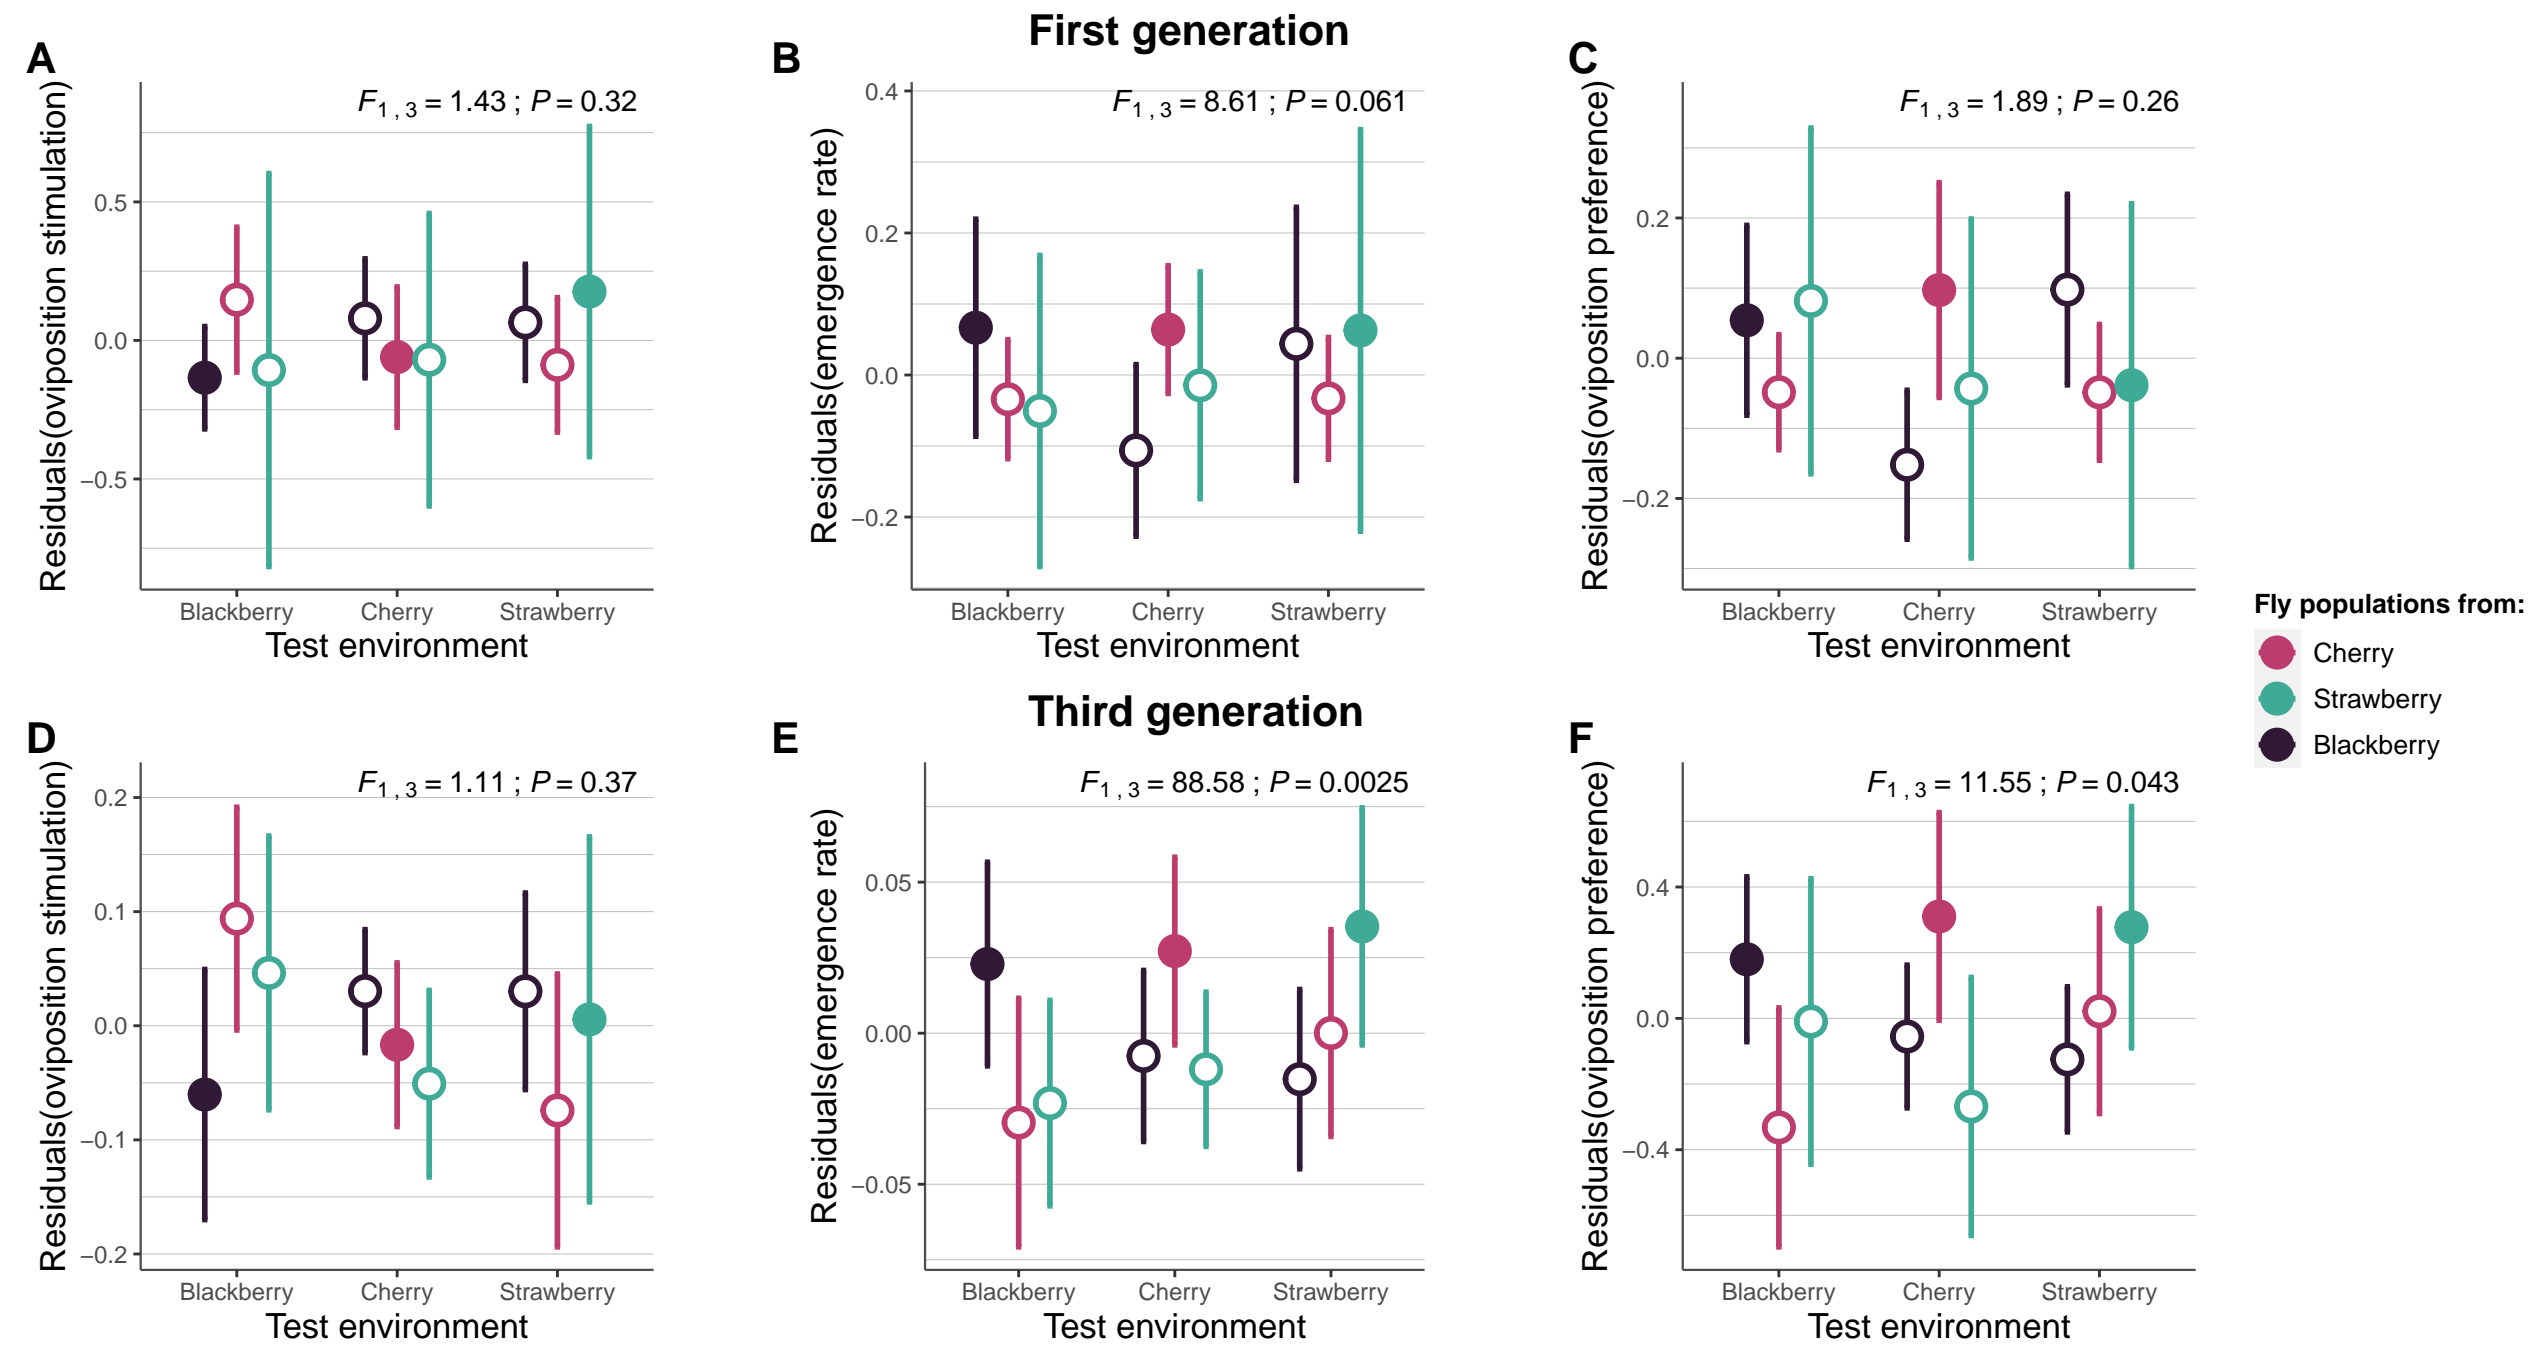 First generation
A
B
C
F1 , 3 = 1.43 ; P = 0.32
F1 , 3 = 8.61 ; P = 0.061
F1 , 3 = 1.89 ; P = 0.26
Residuals(oviposition stimulation)
0.5
0.0
−0.5
Blackberry Cherry Strawberry
Test environment
Residuals(emergence rate)
0.4
0.2
0.0
−0.2
Blackberry Cherry Strawberry
Test environment
Residuals(oviposition preference)
0.2
0.0
−0.2
Blackberry Cherry Strawberry
Test environment
Fly populations from:
Cherry
Strawberry
Blackberry
Third generation
D
E
F
F1 , 3 = 1.11 ; P = 0.37
F1 , 3 = 88.58 ; P = 0.0025
F1 , 3 = 11.55 ; P = 0.043
Residuals(oviposition stimulation)
0.2
0.1
0.0
−0.1
−0.2
Blackberry Cherry Strawberry
Test environment
Residuals(emergence rate)
0.05
0.00
−0.05
Blackberry Cherry Strawberry
Test environment
Residuals(oviposition preference)
0.4
0.0
−0.4
Blackberry Cherry Strawberry
Test environment